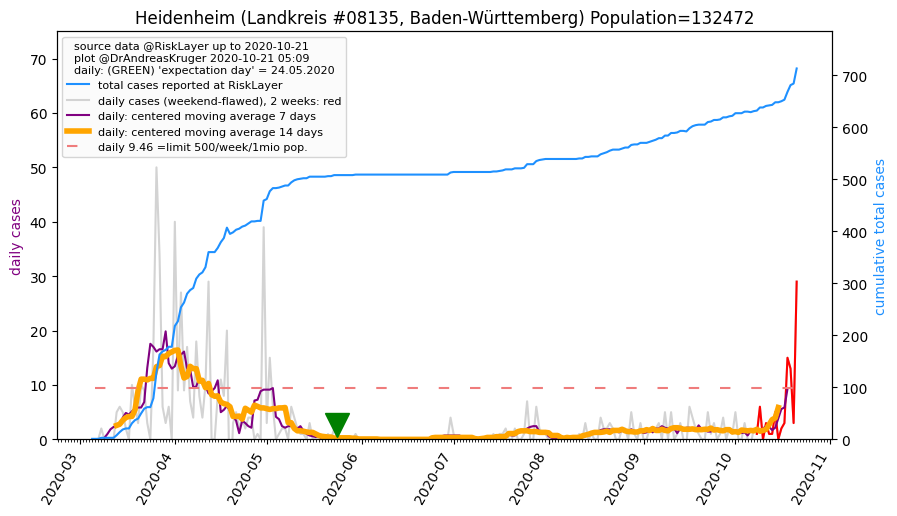 Heidenheim (Landkreis #08135, Baden-Württemberg) Population=132472
source data @RiskLayer up to 2020-10-21
plot @DrAndreasKruger 2020-10-21 05:09
daily: (GREEN) 'expectation day' = 24.05.2020
total cases reported at RiskLayer
daily cases (weekend-flawed), 2 weeks: red
daily: centered moving average 7 days
daily: centered moving average 14 days
daily 9.46 =limit 500/week/1mio pop.
daily cases
70
60
50
40
30
20
10
0
cumulative total cases
700
600
500
400
300
200
100
0
2020-03
2020-04
2020-05
2020-06
2020-07
2020-08
2020-09
2020-10
2020-11